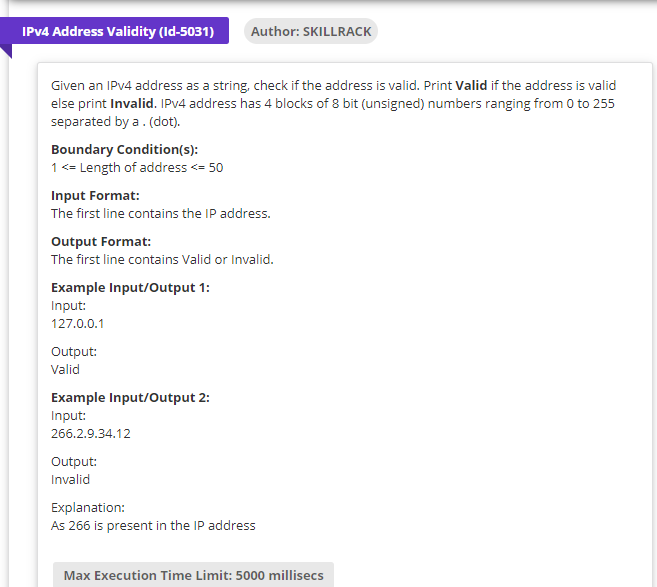 IPv4 Address Validity (Id-5031)
Author: SKILLRACK
Given an IPv4 address as a string, check if the address is valid. Print Valid if the address is valid
else print Invalid. IPv4 address has 4 blocks of 8 bit (unsigned) numbers ranging from 0 to 255
separated by a . (dot).
Boundary Condition(s):
1 <= Length of address <= 50
Input Format:
The first line contains the IP address.
Output Format:
The first line contains Valid or Invalid.
Example Input/Output 1:
Input:
127.0.0.1
Output:
Valid
Example Input/Output 2:
Input:
266.2.9.34.12
Output:
Invalid
Explanation:
As 266 is present in the IP address
Max Execution Time Limit: 5000 millisecs